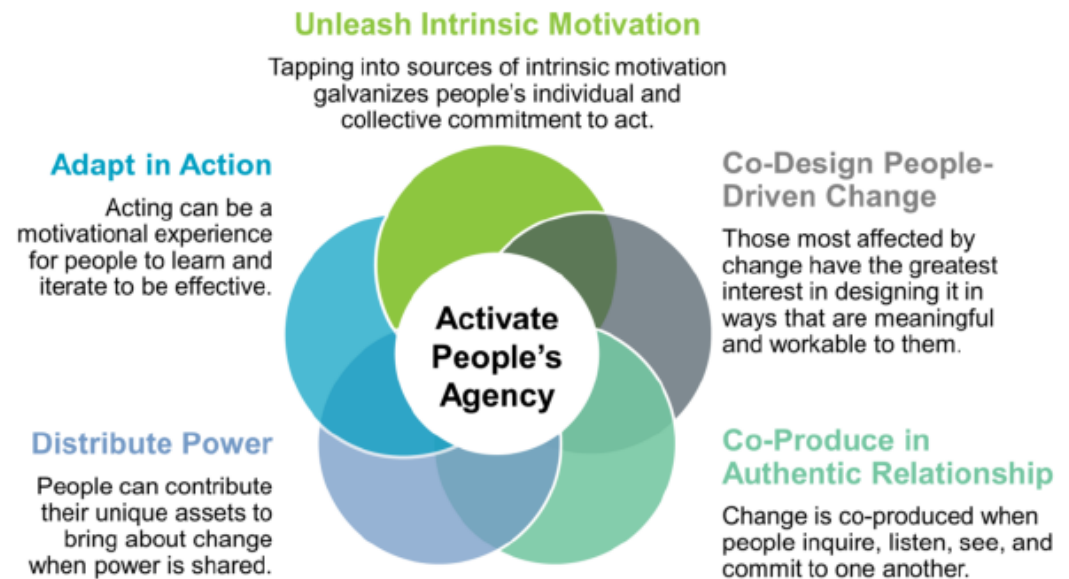 Unleash Intrinsic Motivation
Tapping into sources of intrinsic motivation
galvanizes people's individual and
collective commitment to act.
Adapt in Action
Acting can be a
motivational experience
for people to learn and
iterate to be effective.
Co-Design People-
Driven Change
Those most affected by
change have the greatest
interest in designing it in
ways that are meaningful
and workable to them.
Activate
People's
Agency
Distribute Power
People can contribute
their unique assets to
bring about change
when power is shared.
Co-Produce in
Authentic Relationship
Change is co-produced when
people inquire, listen, see, and
commit to one another.